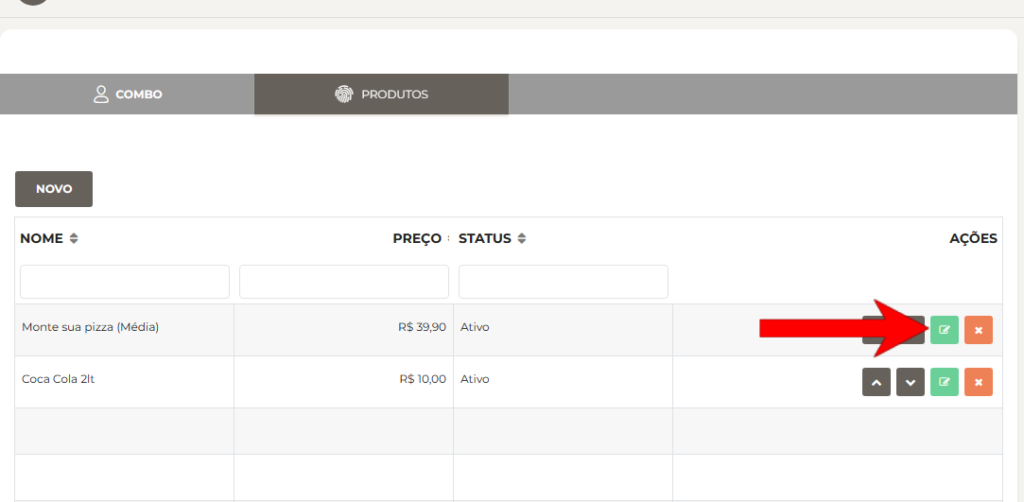 COMBO PRODUTOS
NOVO
NOME PREÇO STATUS AÇÕES
Monte sua pizza (Média) R$ 39,90 Ativo
Coca Cola 2lt R$ 10,00 Ativo